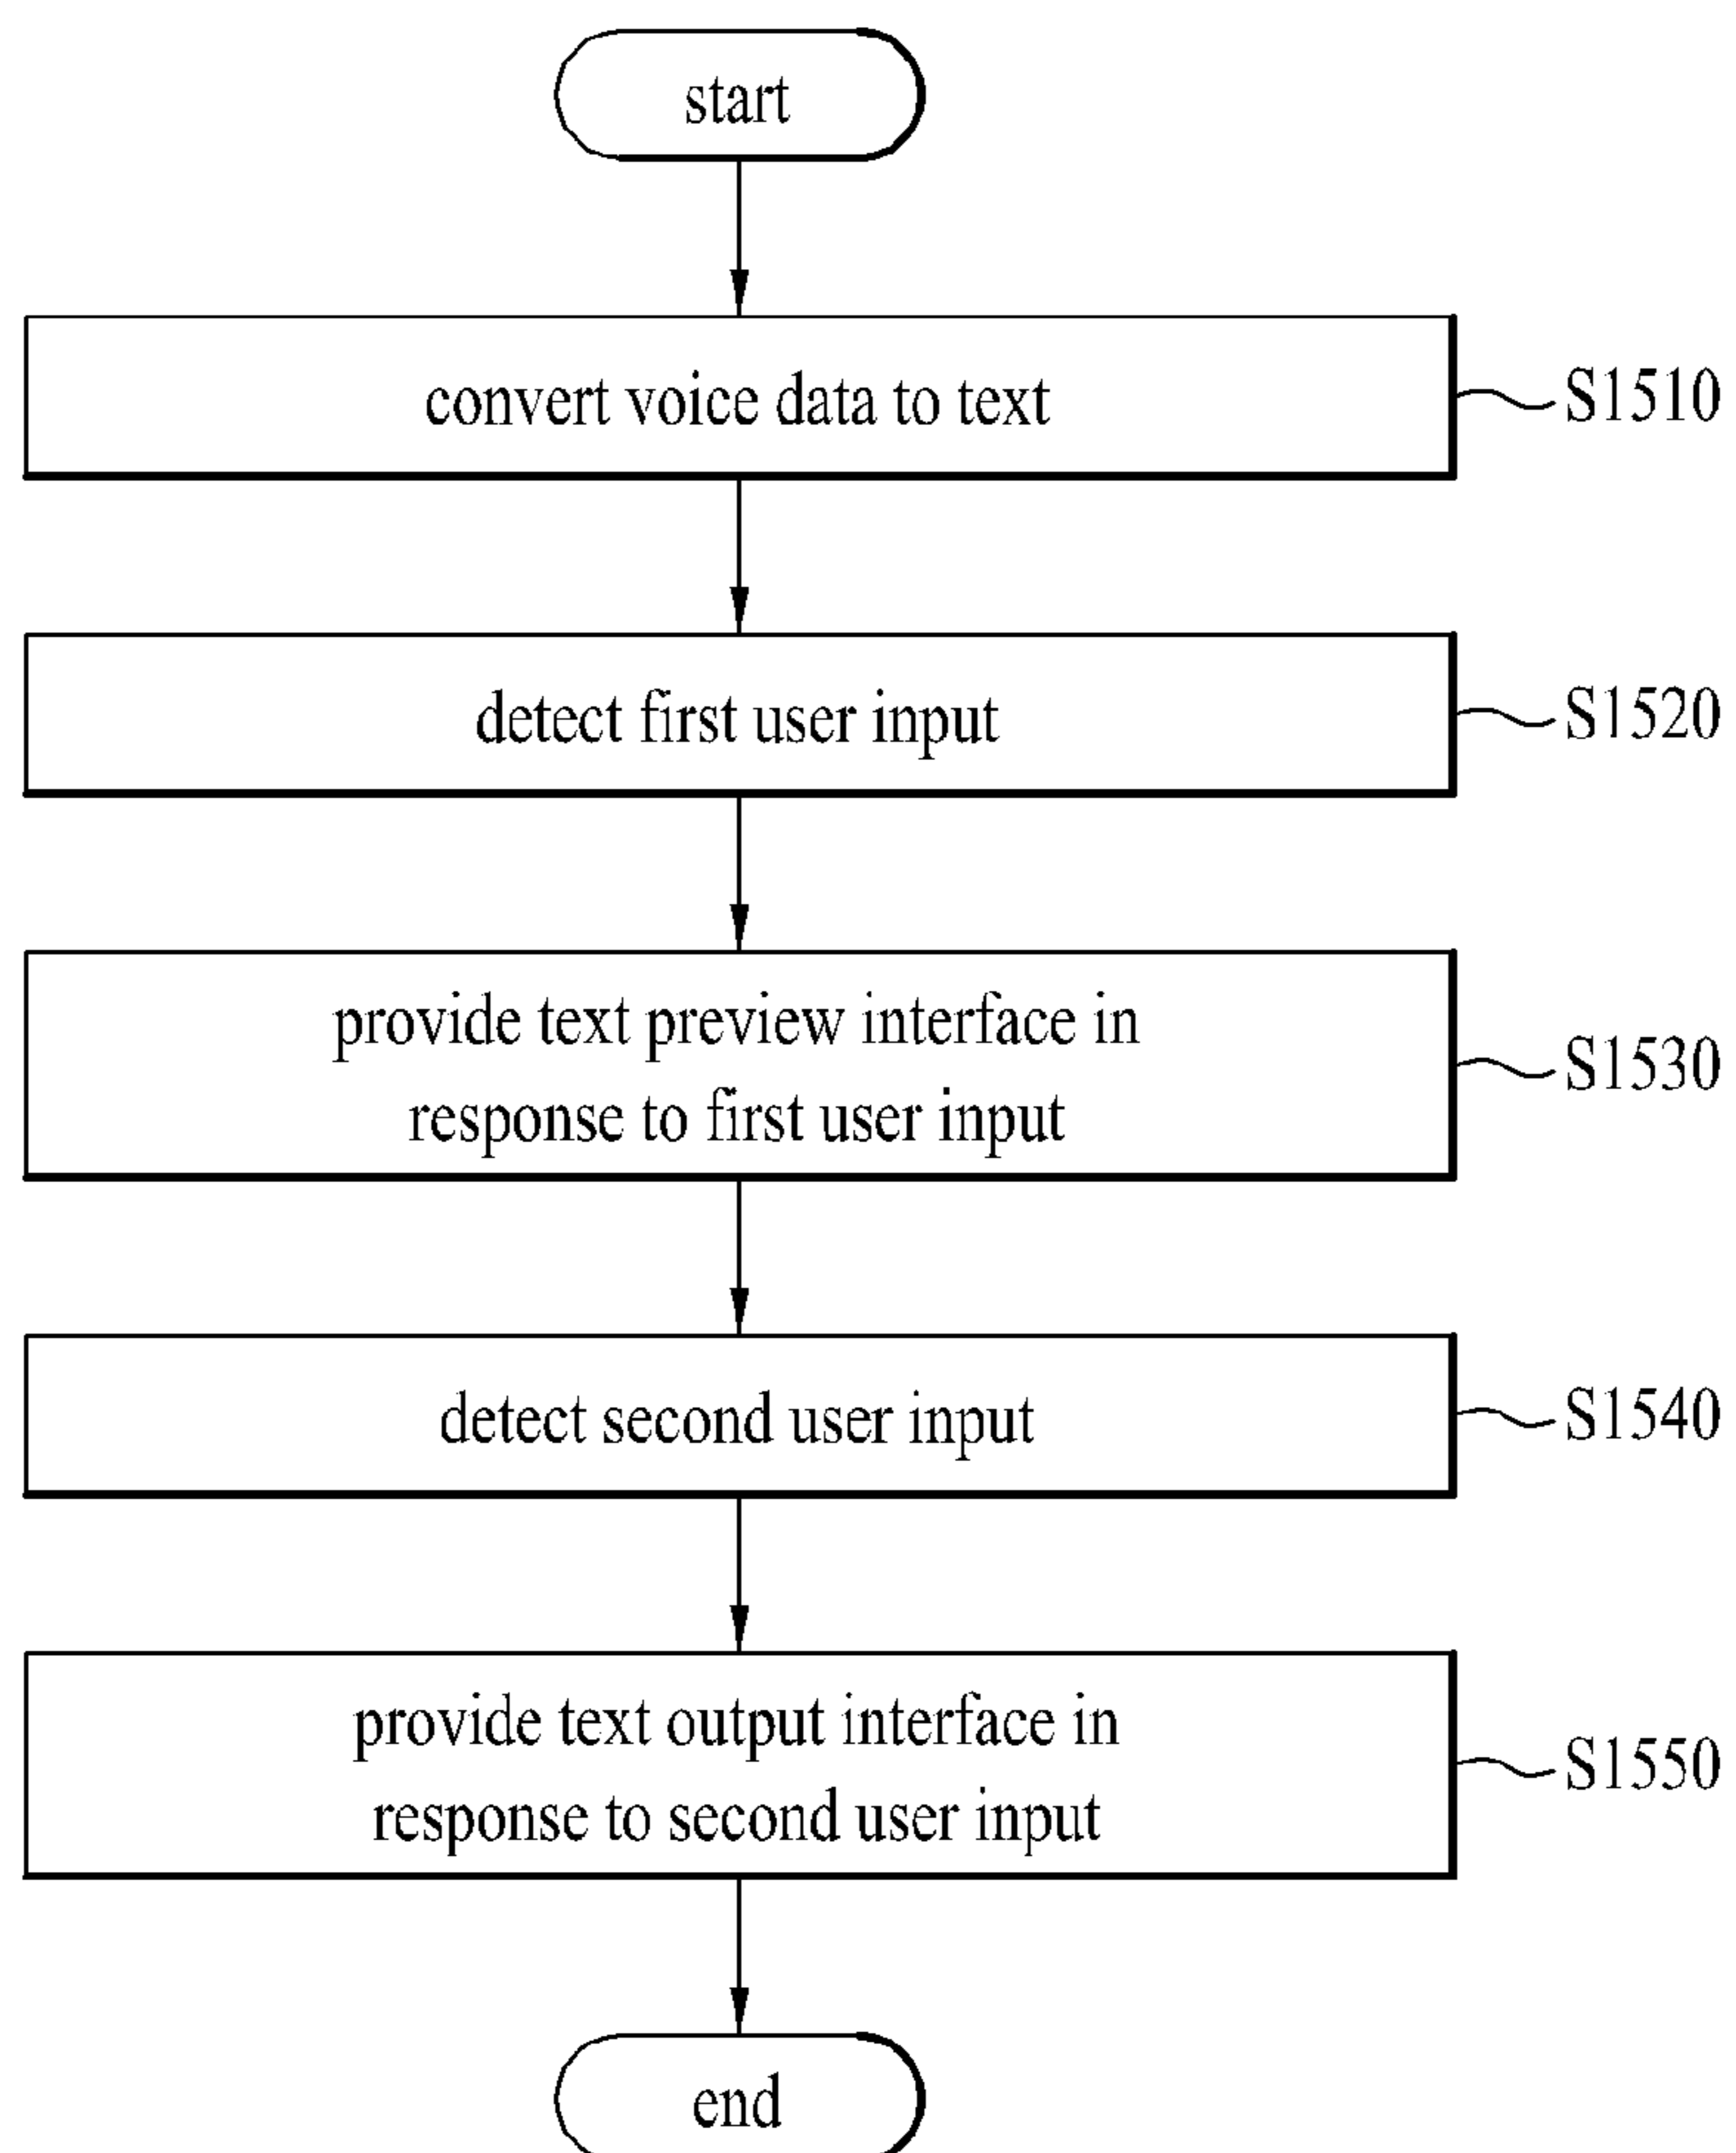 start
convert voice data to text
S1510
detect first user input
S1520
provide text preview interface in
response to first user input
S1530
detect second user input
S1540
provide text output interface in
response to second user input
S1550
end